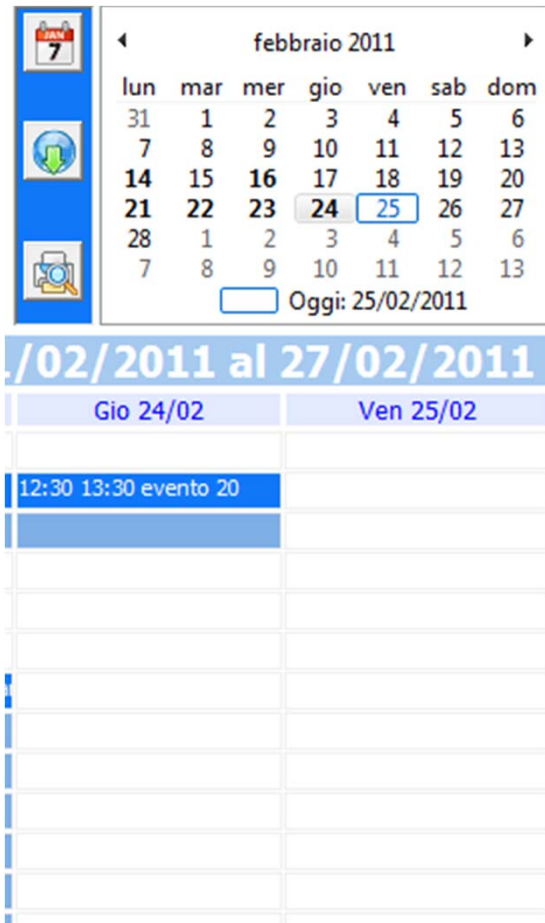 JAN
7
febbraio 2011
lun mar mer gio ven sab dom
31 1 2 3 4 5 6
7 8 9 10 11 12 13
14 15 16 17 18 19 20
21 22 23 24 25 26 27
28 1 2 3 4 5 6
7 8 9 10 11 12 13
Oggi: 25/02/2011
/02/2011 al 27/02/2011
Gio 24/02 Ven 25/02
12:30 13:30 evento 20